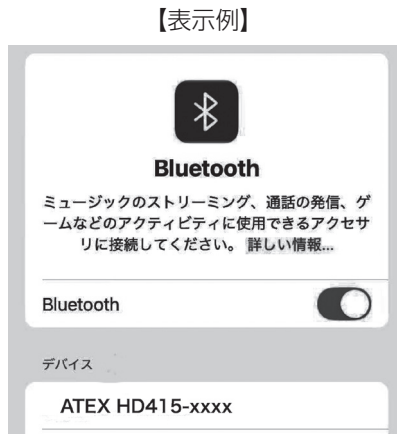 【表示例】
Bluetooth
ミュージックのストリーミング、通話の発信、ゲ
ームなどのアクティビティに使用できるアクセサ
リに接続してください。 詳しい情報...
Bluetooth
デバイス
ATEX HD415-xxxx